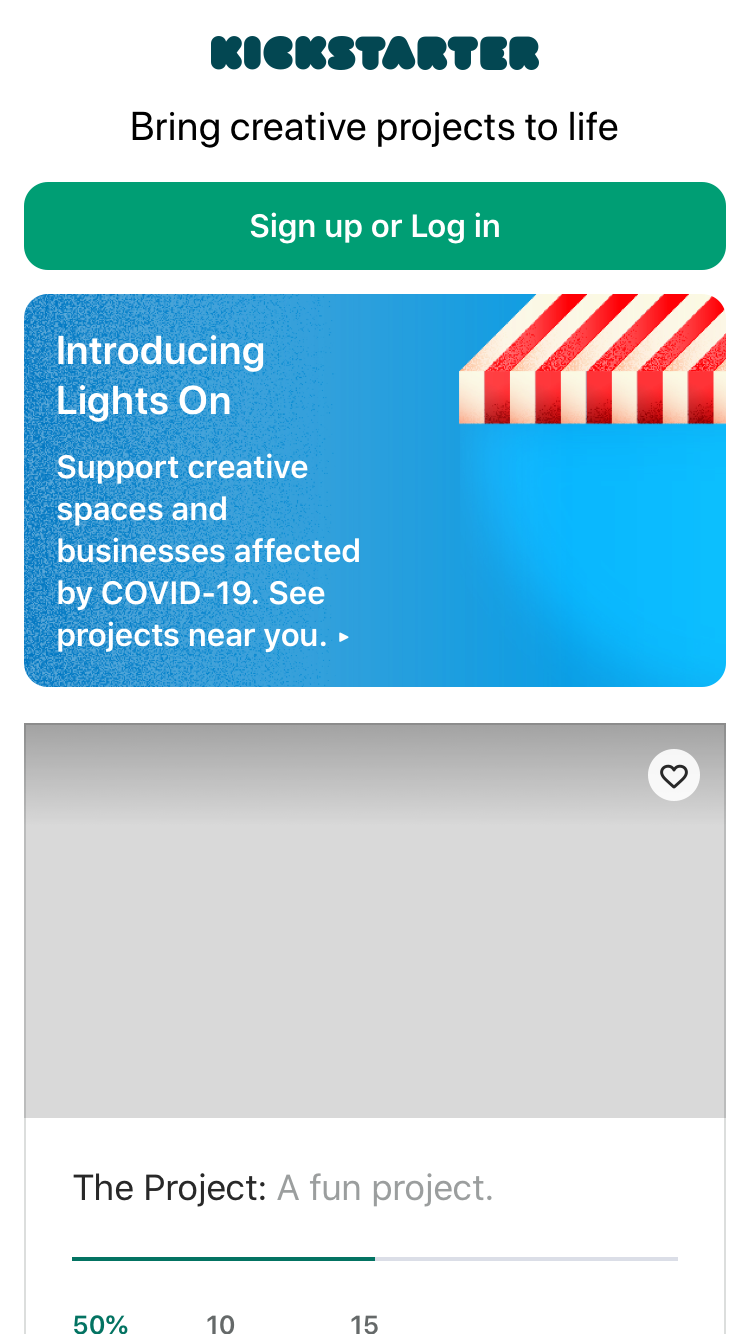 KICKSTARTER
Bring creative projects to life
Sign up or Log in
Introducing
Lights On
Support creative
spaces and
businesses affected
by COVID-19. See
projects near you. ▸
The Project: A fun project.
50% 10 15